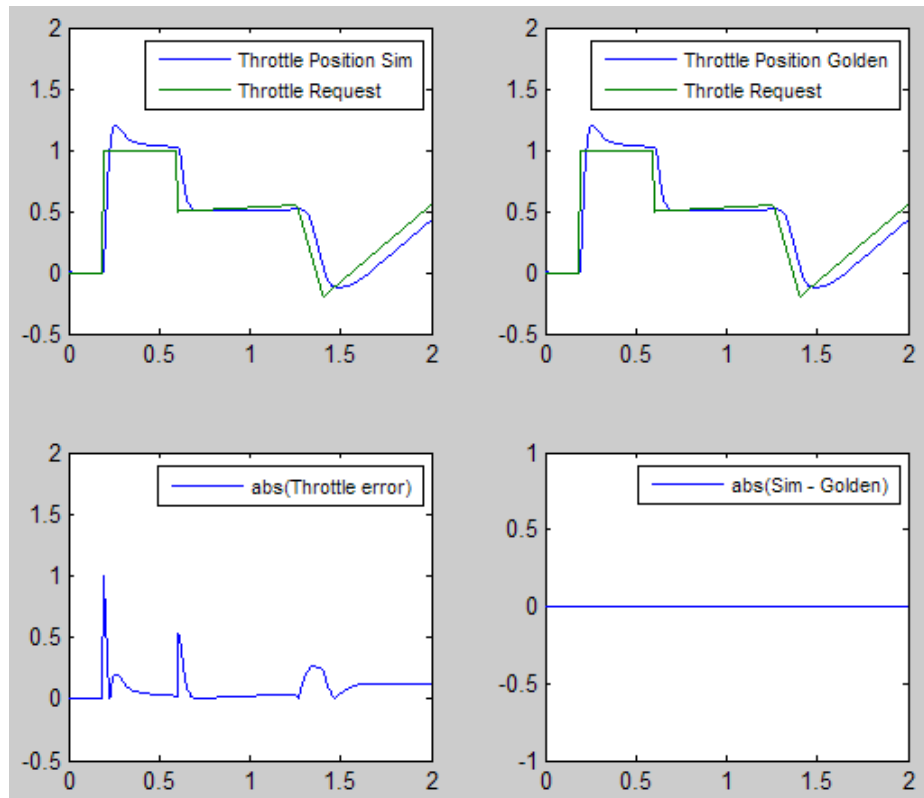 2
Throttle Position Sim
Throttle Request
1.5
1
0.5
0
-0.5
0 0.5 1 1.5 2
2
Throttle Position Golden
Throtle Request
1.5
1
0.5
0
-0.5
0 0.5 1 1.5 2
2
abs(Throttle error)
1.5
1
0.5
0
-0.5
0 0.5 1 1.5 2
1
abs(Sim - Golden)
0.5
0
-0.5
-1
0 0.5 1 1.5 2